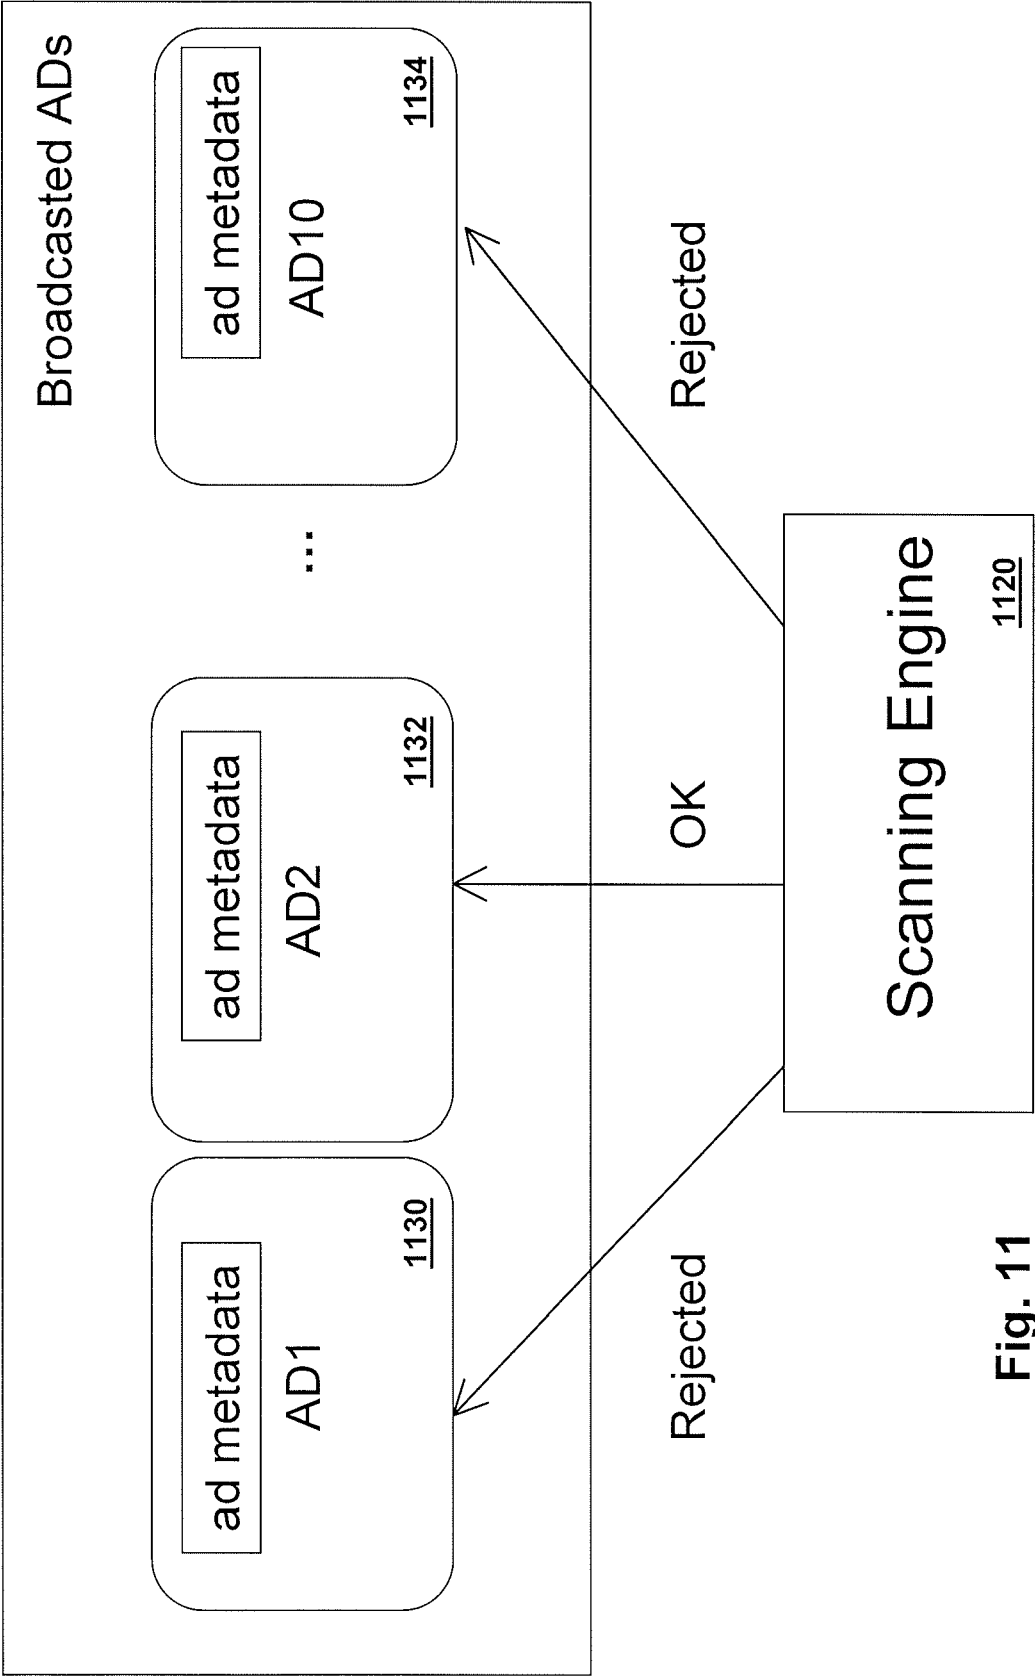 Broadcasted ADs
ad metadata
AD1
1130
ad metadata
AD2
1132
...
ad metadata
AD10
1134
Rejected
OK
Rejected
Scanning Engine
1120
Fig. 11